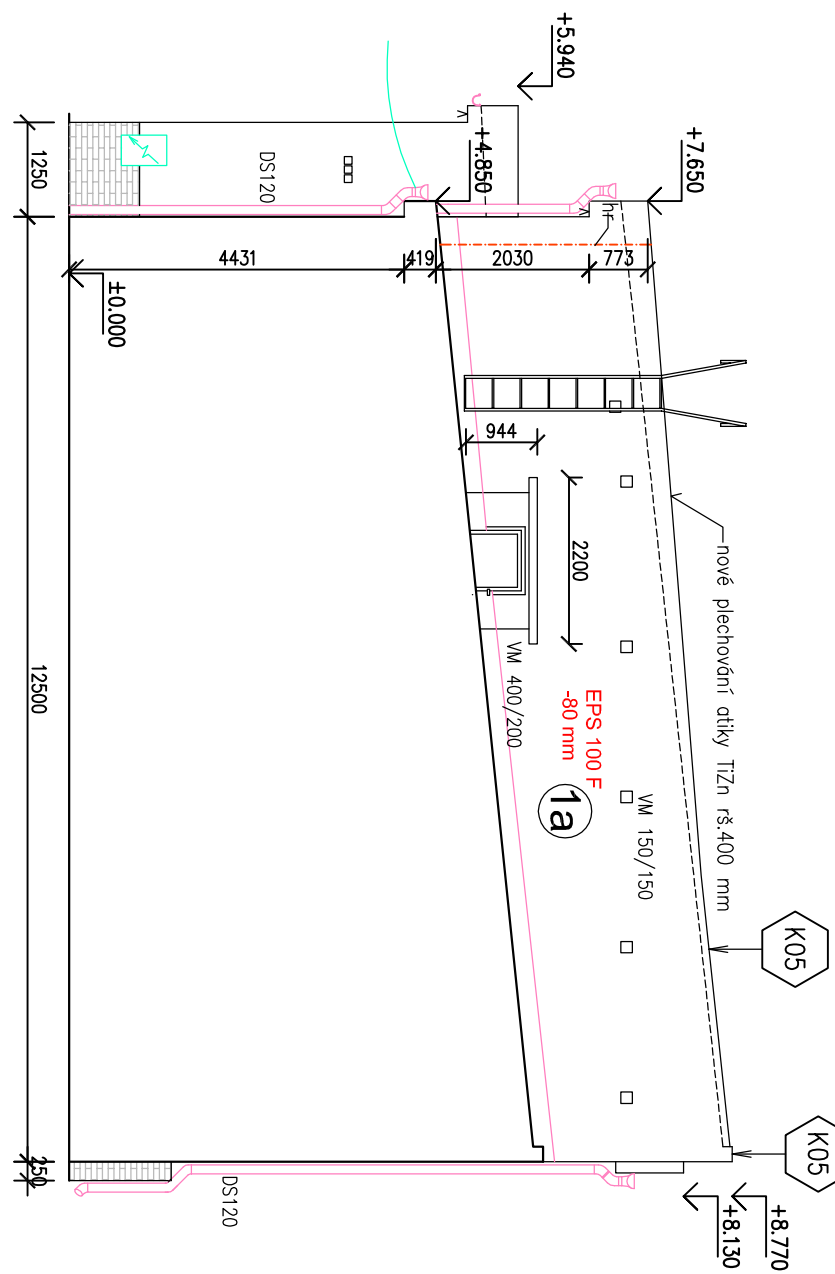 +5.940
+4.850
+7.650
1250
DS120
hr
4431
419
2030
773
±0.000
944
2200
nové plechování atiky TiZn rš.400 mm
VM 400/200
EPS 100 F
-80 mm
1a
VM 150/150
12500
K05
K05
250
DS120
+8.130
+8.770